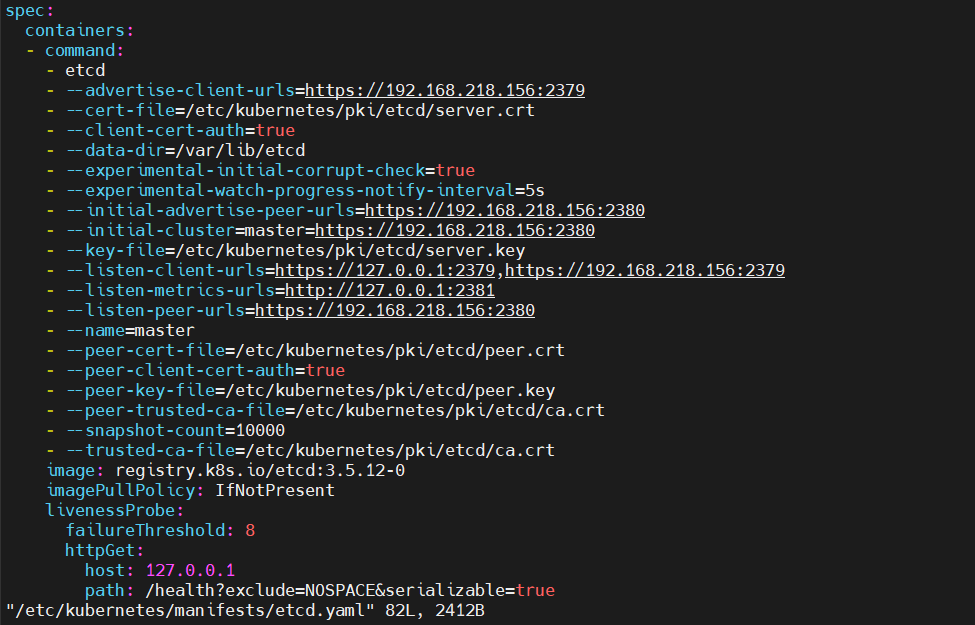 spec:
  containers:
  - command:
    - etcd
    - --advertise-client-urls=https://192.168.218.156:2379
    - --cert-file=/etc/kubernetes/pki/etcd/server.crt
    - --client-cert-auth=true
    - --data-dir=/var/lib/etcd
    - --experimental-initial-corrupt-check=true
    - --experimental-watch-progress-notify-interval=5s
    - --initial-advertise-peer-urls=https://192.168.218.156:2380
    - --initial-cluster=master=https://192.168.218.156:2380
    - --key-file=/etc/kubernetes/pki/etcd/server.key
    - --listen-client-urls=https://127.0.0.1:2379,https://192.168.218.156:2379
    - --listen-metrics-urls=http://127.0.0.1:2381
    - --listen-peer-urls=https://192.168.218.156:2380
    - --name=master
    - --peer-cert-file=/etc/kubernetes/pki/etcd/peer.crt
    - --peer-client-cert-auth=true
    - --peer-key-file=/etc/kubernetes/pki/etcd/peer.key
    - --peer-trusted-ca-file=/etc/kubernetes/pki/etcd/ca.crt
    - --snapshot-count=10000
    - --trusted-ca-file=/etc/kubernetes/pki/etcd/ca.crt
    image: registry.k8s.io/etcd:3.5.12-0
    imagePullPolicy: IfNotPresent
    livenessProbe:
      failureThreshold: 8
      httpGet:
        host: 127.0.0.1
        path: /health?exclude=NOSPACE&serializable=true
"/etc/kubernetes/manifests/etcd.yaml" 82L, 2412B